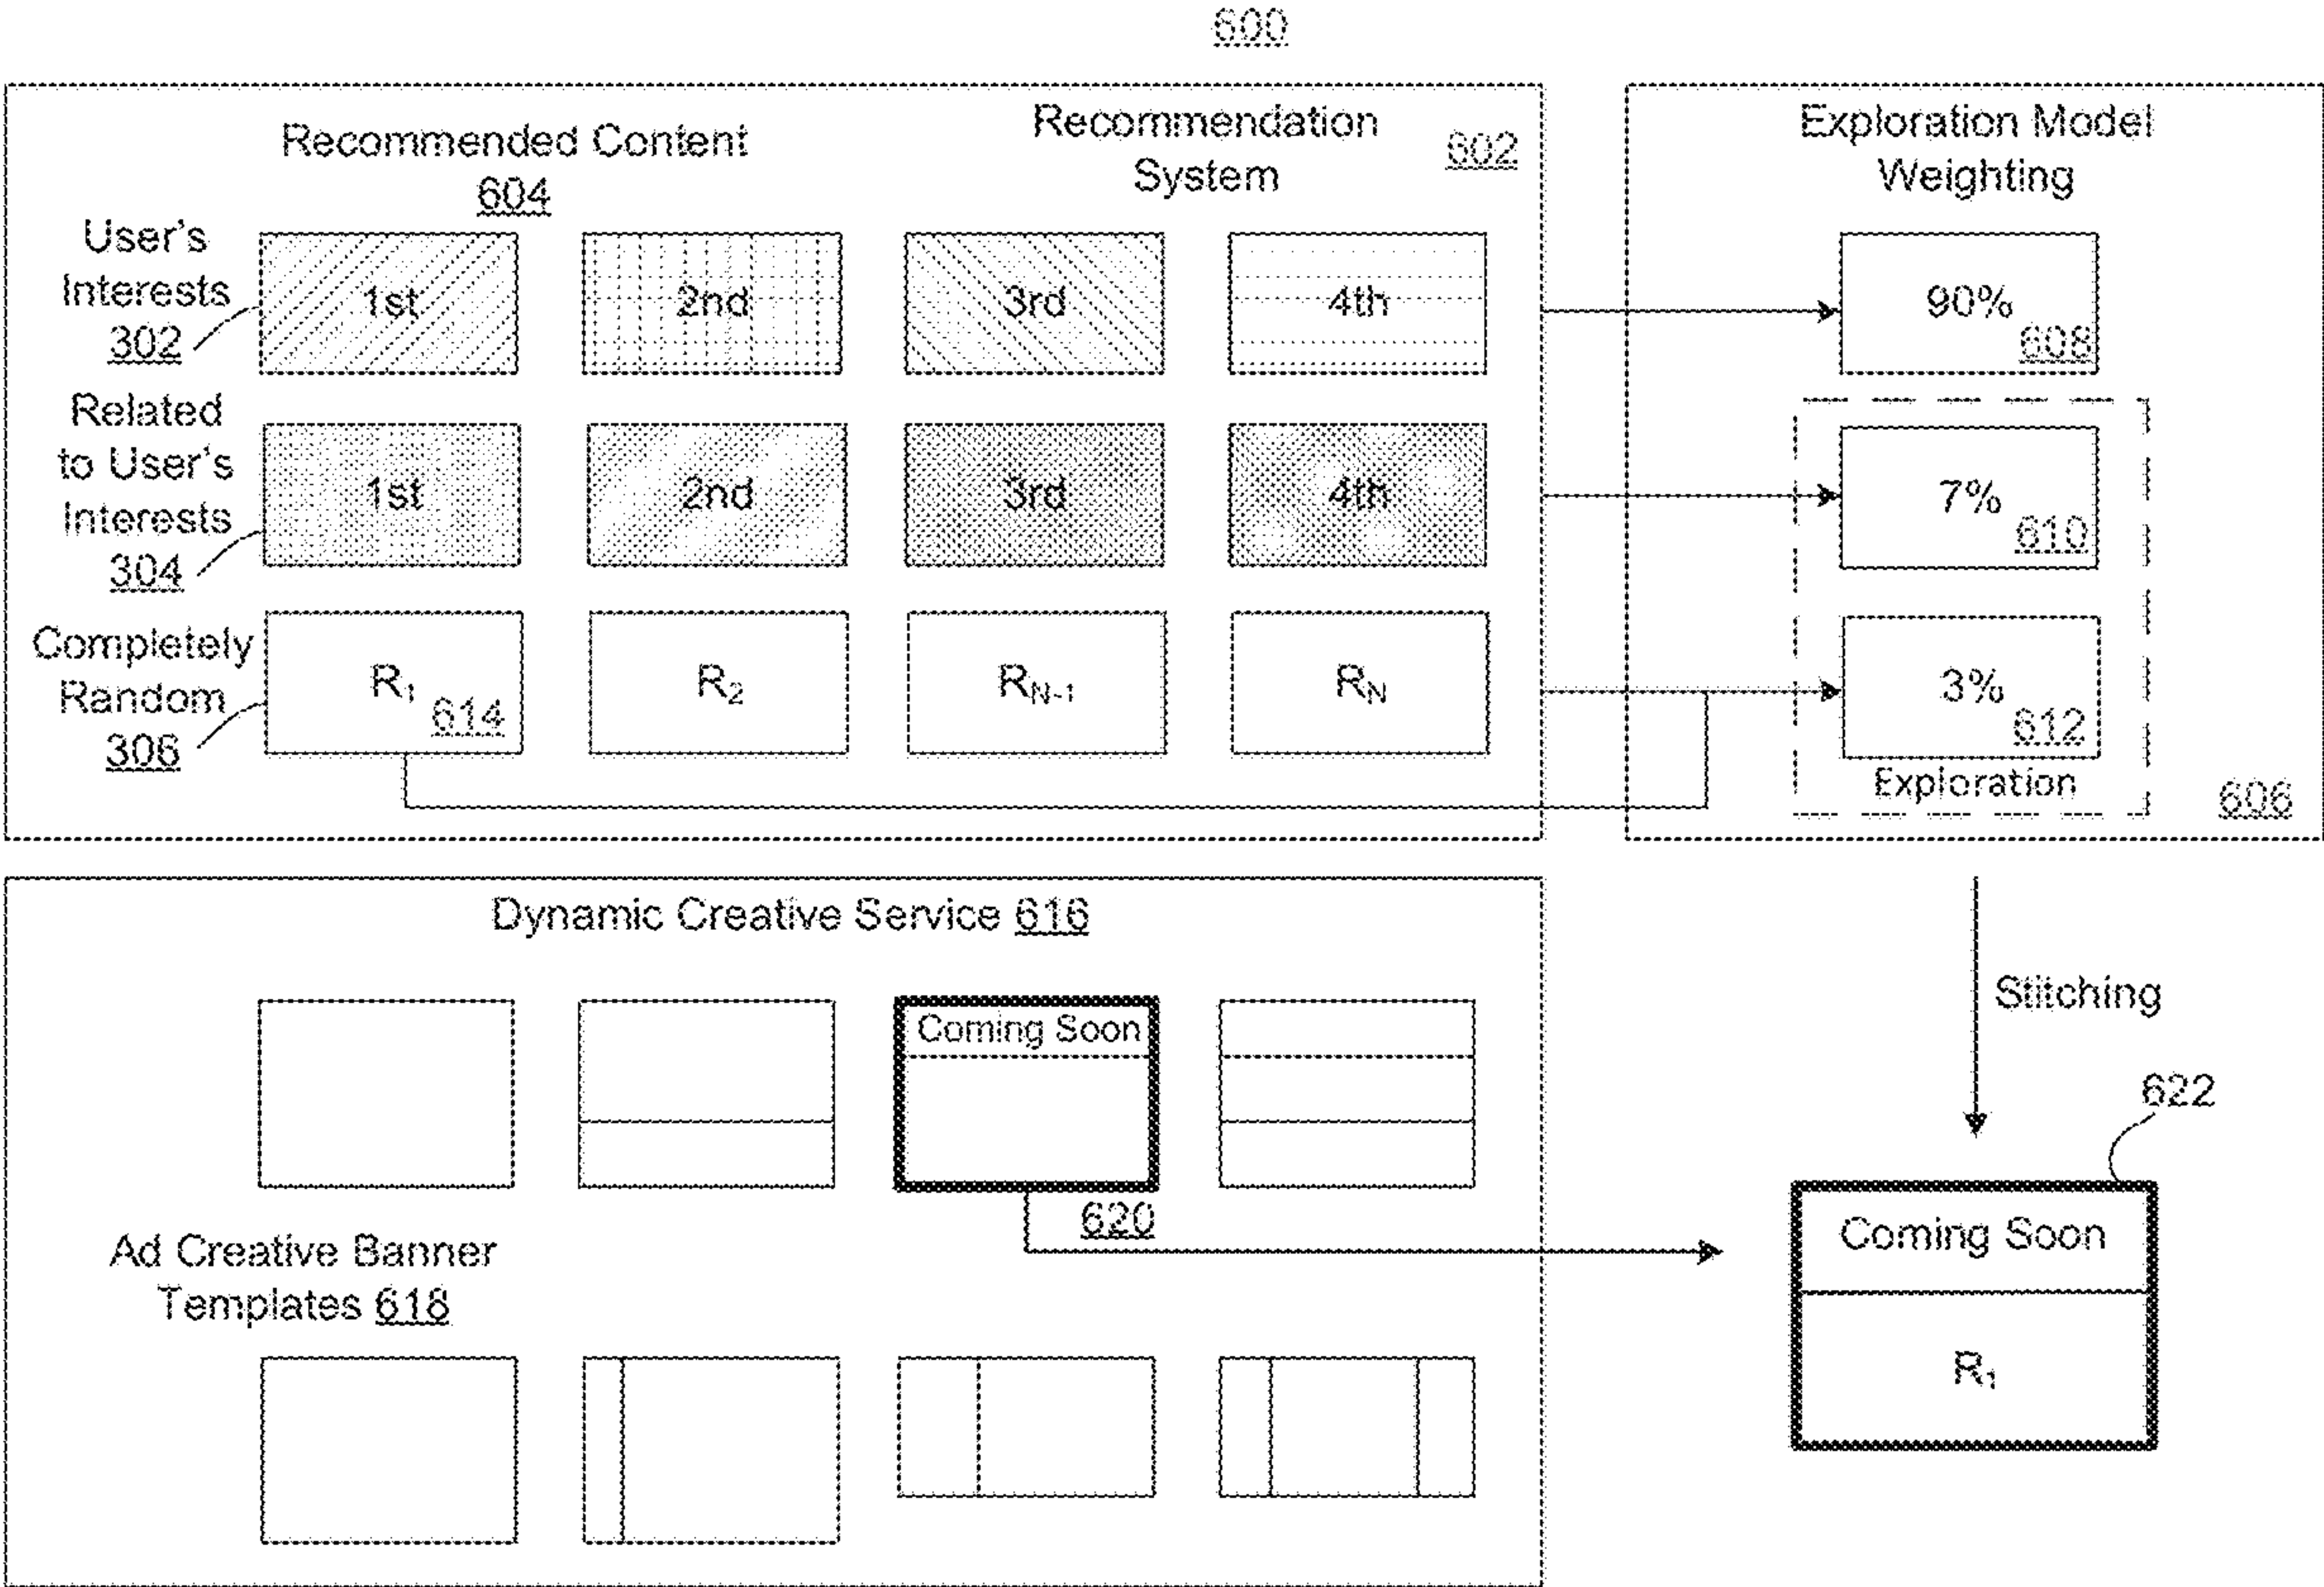 600
Recommended Content
604
Recommendation
System
602
Exploration Model
Weighting
User's
Interests
302
1st
2nd
3rd
4th
90%
608
Related
to User's
Interests
304
1st
2nd
3rd
4th
7%
610
Completely
Random
306
R₁
614
R₂
R_N-1
R_N
3%
612
Exploration
606
Dynamic Creative Service 616
Coming Soon
620
Ad Creative Banner
Templates 618
Stitching
622
Coming Soon
R₁